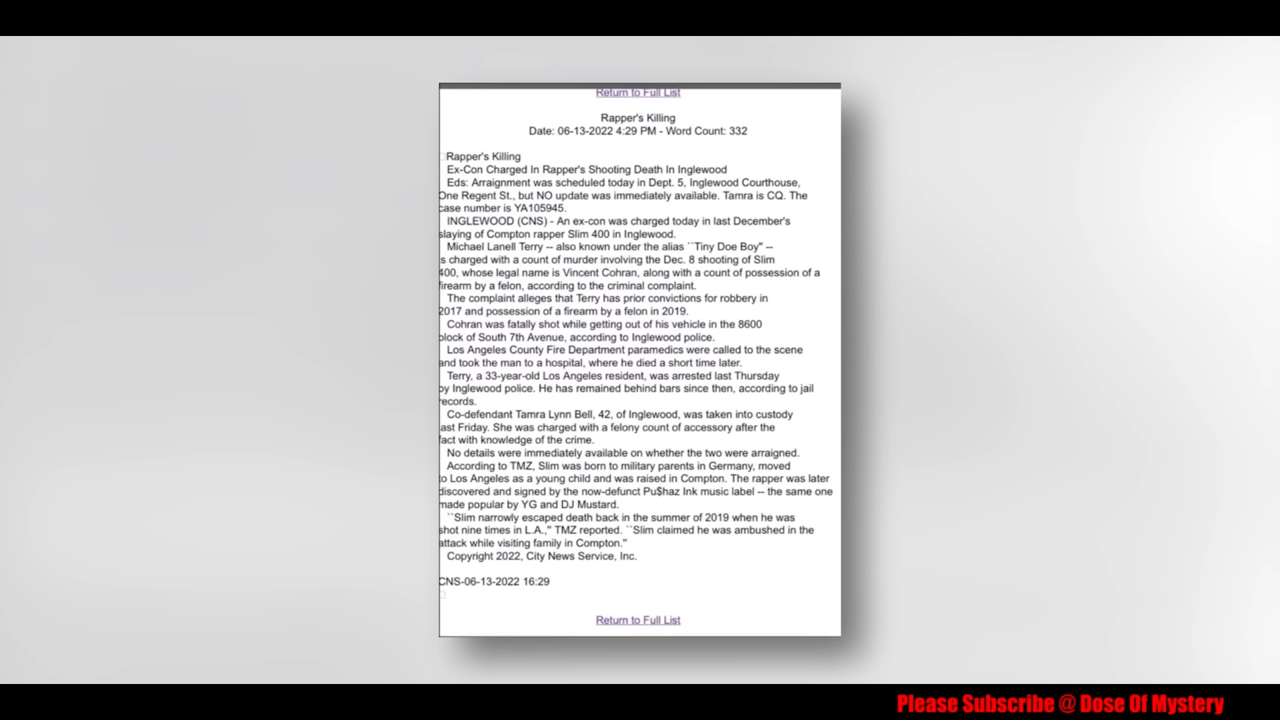 Return to Full List
Rapper's Killing
Date: 06-13-2022 4:29 PM - Word Count: 332
Rapper's Killing
Ex-Con Charged In Rapper's Shooting Death In Inglewood
Eds: Arraignment was scheduled today in Dept. 5, Inglewood Courthouse,
One Regent St., but NO update was immediately available. Tamra is CQ. The
case number is YA105945.
INGLEWOOD (CNS) - An ex-con was charged today in last December's
slaying of Compton rapper Slim 400 in Inglewood.
Michael Lanell Terry -- also known under the alias ``Tiny Doe Boy'' --
is charged with a count of murder involving the Dec. 8 shooting of Slim
400, whose legal name is Vincent Cohran, along with a count of possession of a
firearm by a felon, according to the criminal complaint.
The complaint alleges that Terry has prior convictions for robbery in
2017 and possession of a firearm by a felon in 2019.
Cohran was fatally shot while getting out of his vehicle in the 8600
block of South 7th Avenue, according to Inglewood police.
Los Angeles County Fire Department paramedics were called to the scene
and took the man to a hospital, where he died a short time later.
Terry, a 33-year-old Los Angeles resident, was arrested last Thursday
by Inglewood police. He has remained behind bars since then, according to jail
records.
Co-defendant Tamra Lynn Bell, 42, of Inglewood, was taken into custody
last Friday. She was charged with a felony count of accessory after the
fact with knowledge of the crime.
No details were immediately available on whether the two were arraigned.
According to TMZ, Slim was born to military parents in Germany, moved
to Los Angeles as a young child and was raised in Compton. The rapper was later
discovered and signed by the now-defunct Pu$haz Ink music label -- the same one
made popular by YG and DJ Mustard.
``Slim narrowly escaped death back in the summer of 2019 when he was
shot nine times in L.A.,'' TMZ reported. ``Slim claimed he was ambushed in the
attack while visiting family in Compton.''
Copyright 2022, City News Service, Inc.
CNS-06-13-2022 16:29
Return to Full List
Please Subscribe @ Dose Of Mystery